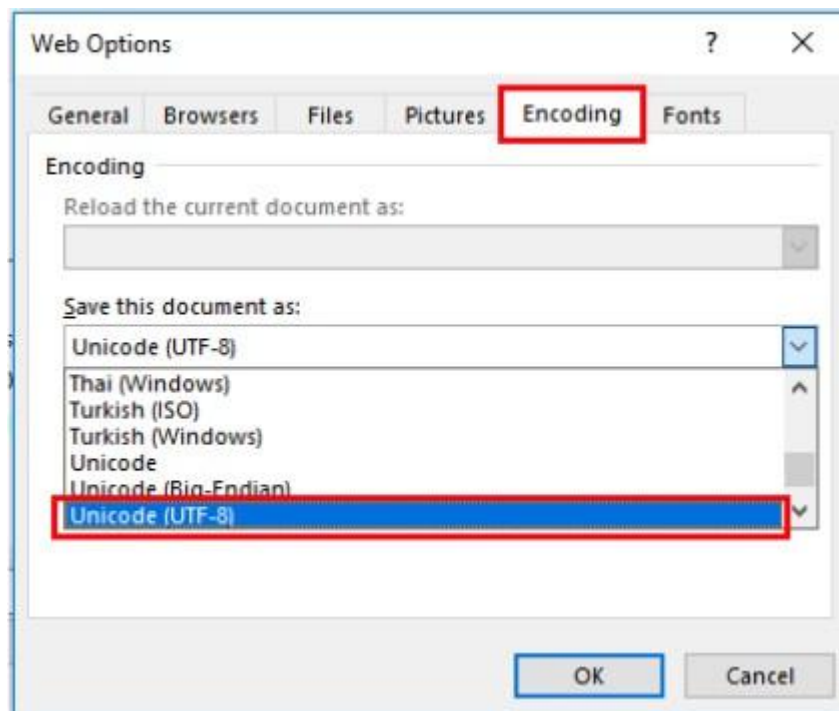 Web Options ?
General Browsers Files Pictures Encoding Fonts
Encoding
Reload the current document as:
Save this document as:
Unicode (UTF-8)
Thai (Windows)
Turkish (ISO)
Turkish (Windows)
Unicode
Unicode (Big-Endian)
Unicode (UTF-8)
OK Cancel